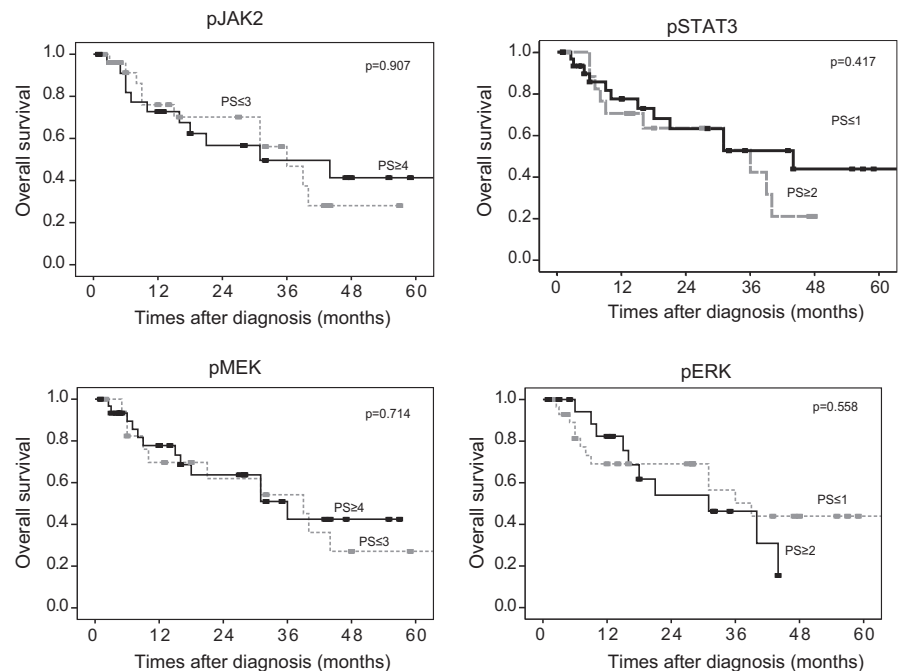 pJAK2
Overall survival
1.0
0.8
0.6
0.4
0.2
0.0
p=0.907
PS≤3
PS≥4
0 12 24 36 48 60
Times after diagnosis (months)
pSTAT3
Overall survival
1.0
0.8
0.6
0.4
0.2
0.0
p=0.417
PS≤1
PS≥2
0 12 24 36 48 60
Times after diagnosis (months)
pMEK
Overall survival
1.0
0.8
0.6
0.4
0.2
0.0
p=0.714
PS≥4
PS≤3
0 12 24 36 48 60
Times after diagnosis (months)
pERK
Overall survival
1.0
0.8
0.6
0.4
0.2
0.0
p=0.558
PS≤1
PS≥2
0 12 24 36 48 60
Times after diagnosis (months)